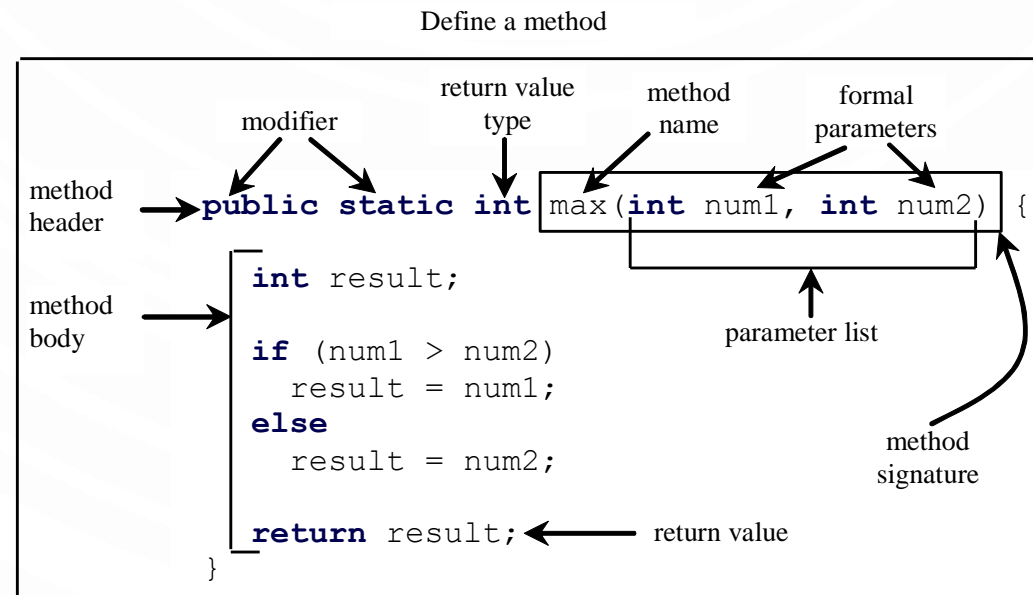 Define a method
return value
type
method
name
formal
parameters
modifier
method
header
public static int max(int num1, int num2) {
int result;
method
body
parameter list
if (num1 > num2)
result = num1;
else
result = num2;
method
signature
return result;
return value
}